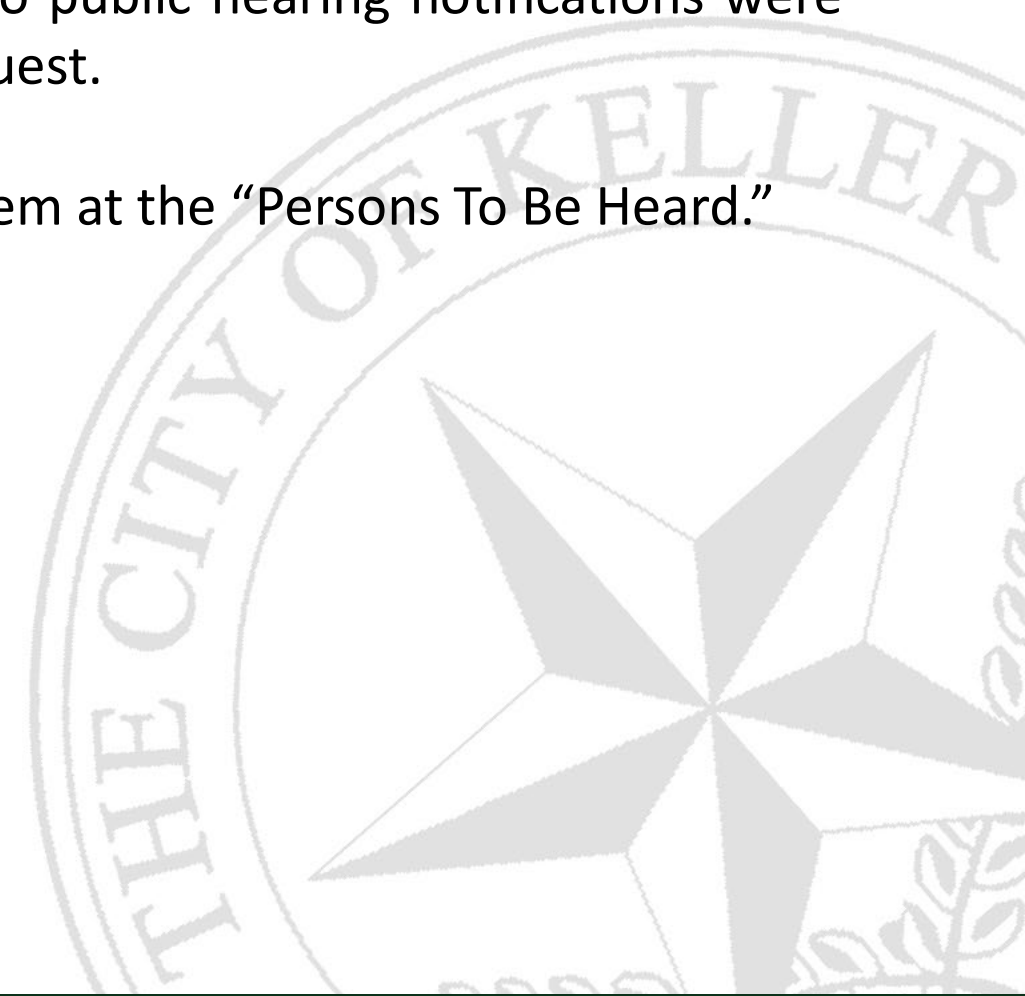 public hearing notifications were
uest.
em at the “Persons To Be Heard.”
THE CITY OF KELLER